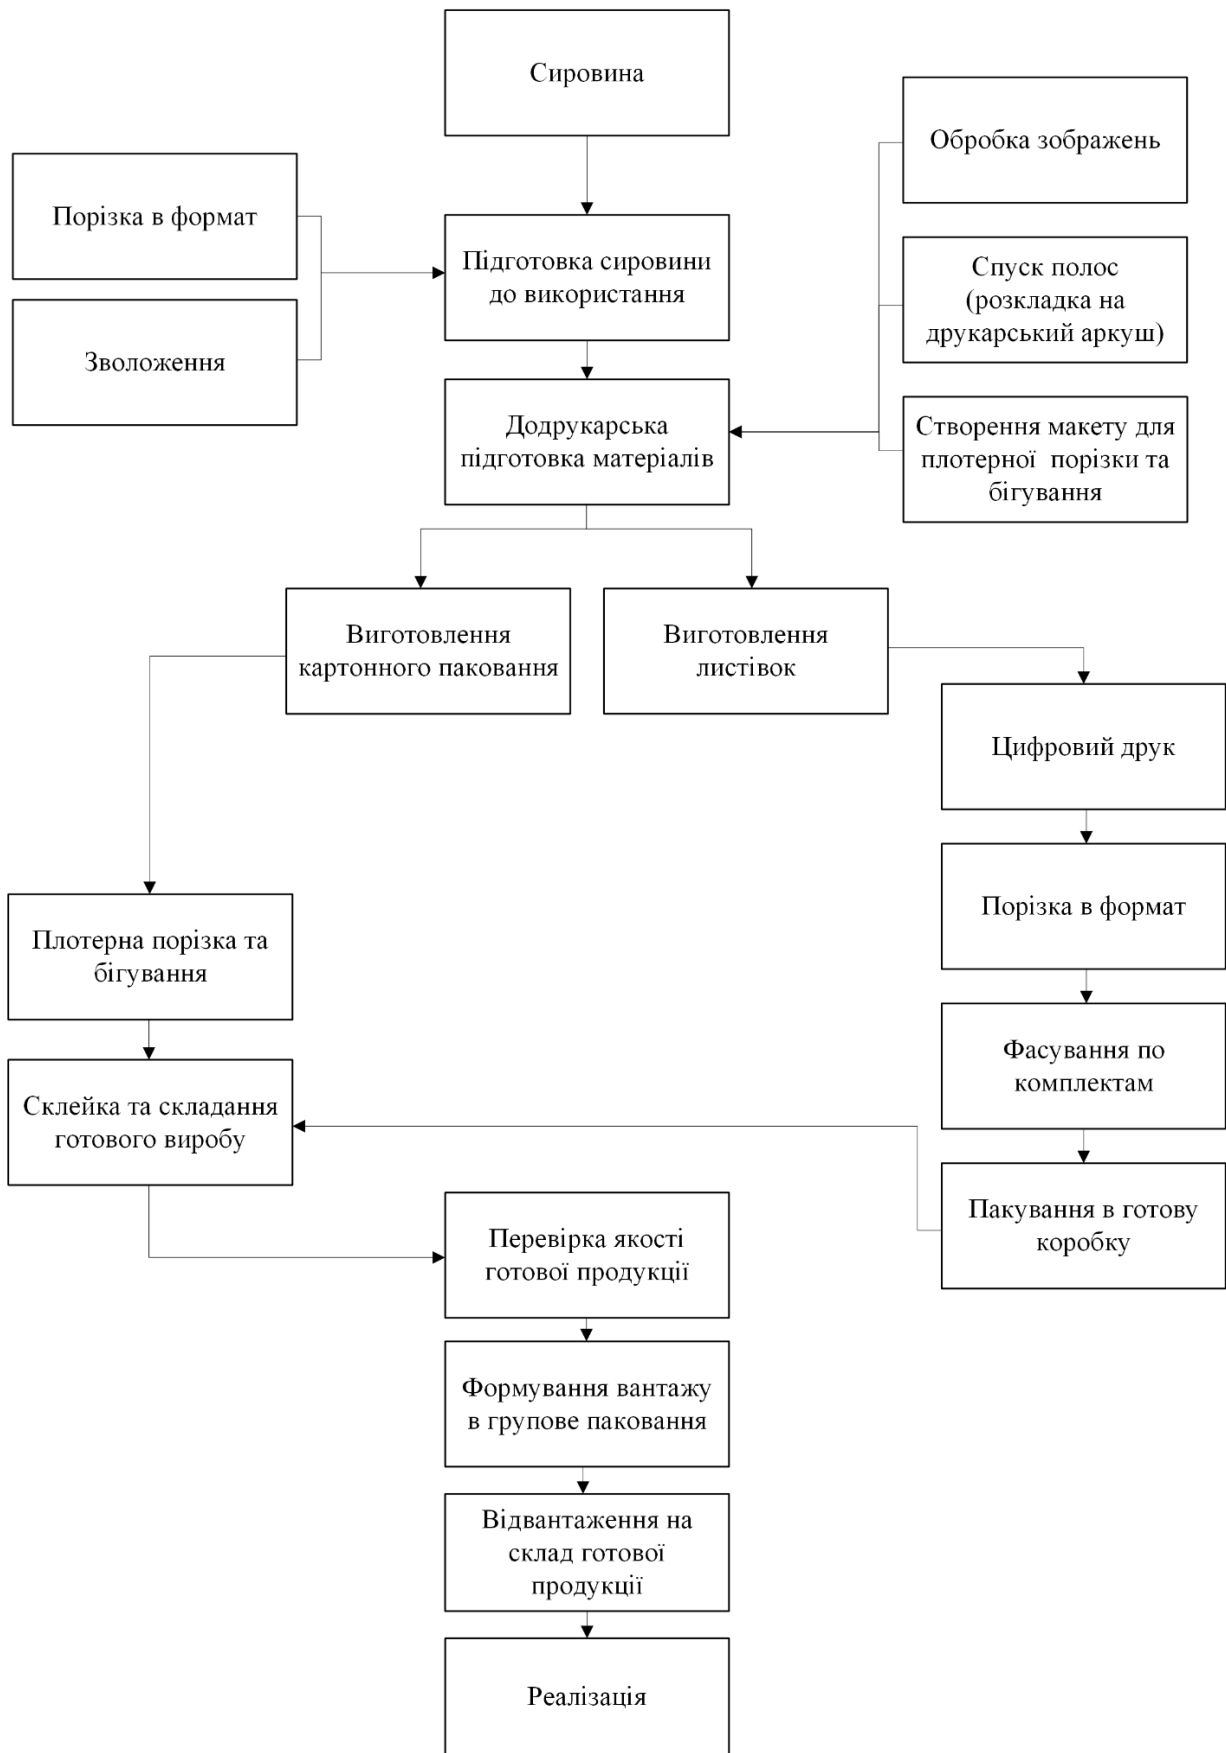 Сировина
Обробка зображень
Порізка в формат
Підготовка сировини
до використання
Спуск полос
(розкладка на
друкарський аркуш)
Зволоження
Додрукарська
підготовка матеріалів
Створення макету для
плотерної порізки та
бігування
Виготовлення
картонного паковання
Виготовлення
листівок
Цифровий друк
Порізка в формат
Плотерна порізка та
бігування
Фасування по
комплектам
Склейка та складання
готового виробу
Пакування в готову
коробку
Перевірка якості
готової продукції
Формування вантажу
в групове паковання
Відвантаження на
склад готової
продукції
Реалізація